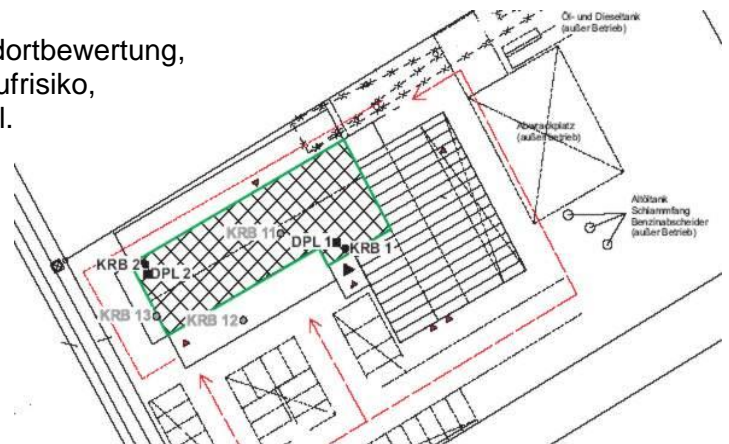 dortbewertung,
ufrisiko,
l.
Öl- und Dieseltank
(außer Betrieb)
Abwrackplatz
(außer betrieb)
Altöltank
Schlammfang
Benzinabscheider
(außer Betrieb)
KRB 11
DPL 1
KRB 1
KRB 2
DPL 2
KRB 13
KRB 12